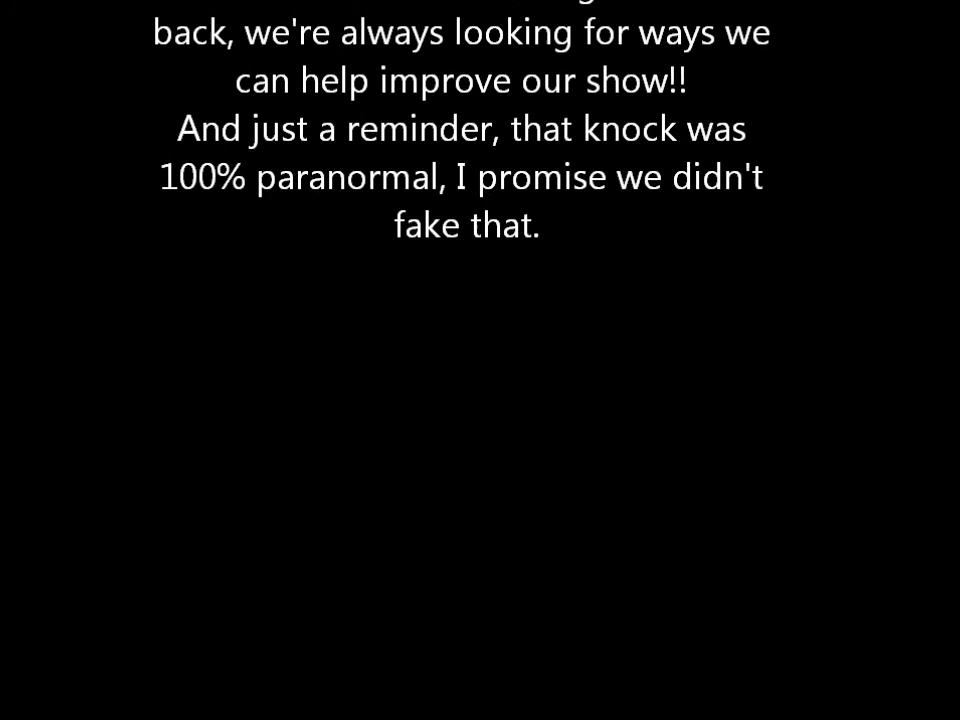 back, we're always looking for ways we
can help improve our show!!
And just a reminder, that knock was
100% paranormal, I promise we didn't
fake that.